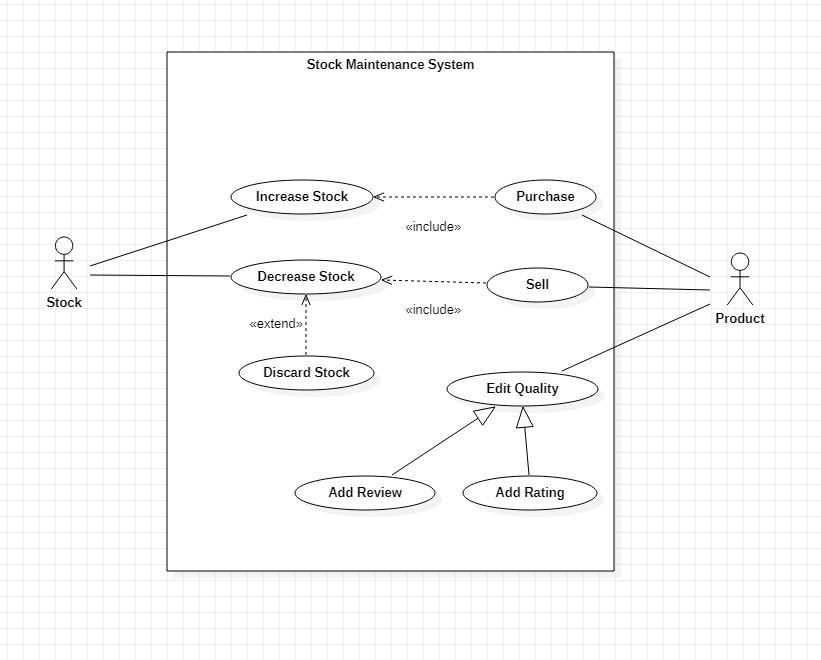 Stock Maintenance System
Increase Stock
Purchase
«include»
Stock
Decrease Stock
Sell
Product
«include»
«extend»
Discard Stock
Edit Quality
Add Review
Add Rating